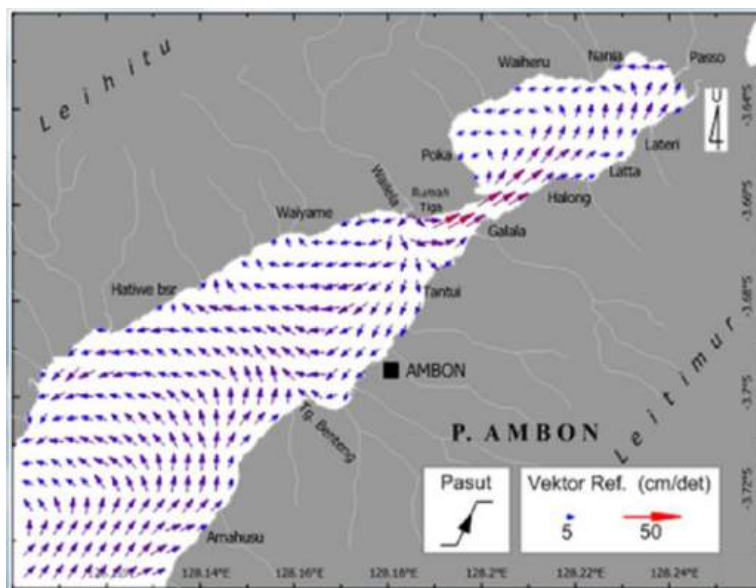 Leihitu
Waiheru
Nania
Passo
-3.64°S
U
Lateri
Poka
Latta
Wailela
Rumah
Tiga
Halong
-3.66°S
Waiyame
Galala
Hatiwe bsr
Tantui
-3.68°S
AMBON
Leitimur
-3.7°S
Tg. Benteng
P. AMBON
Pasut
Vektor Ref. (cm/det)
5
50
-3.72°S
Amahusu
128.14°E
128.16°E
128.18°E
128.2°E
128.22°E
128.24°E